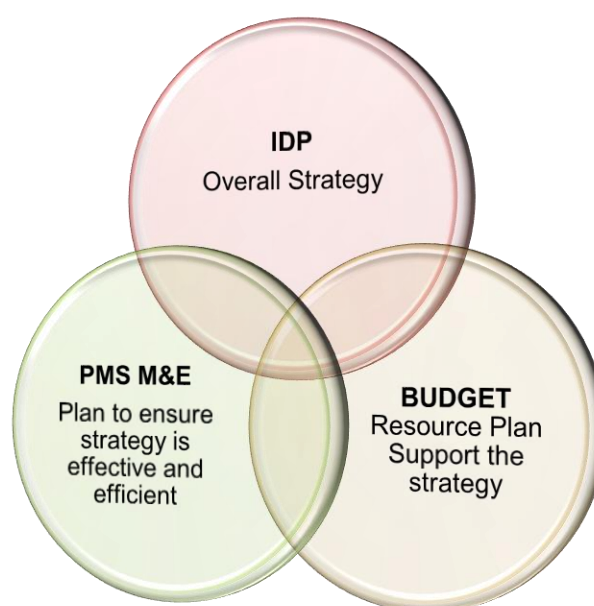 IDP
Overall Strategy
PMS M&E
Plan to ensure
strategy is
effective and
efficient
BUDGET
Resource Plan
Support the
strategy